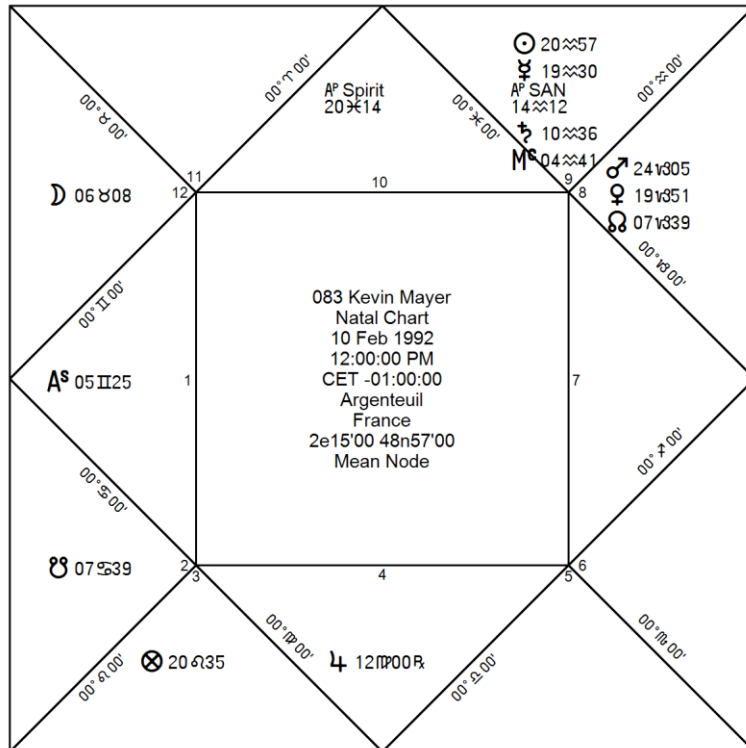 ☉ 20♒57
☿ 19♒30
AP SAN
14♒12
♄ 10♒36
Mc 04♒41
00°♈00'
AP Spirit
20♓14
00°♓00'
00°♒00'
00°♉00'
11
12
10
9
8
♂ 24♑05
♀ 19♑51
☊ 07♑39
☽ 06♉08
00°♊00'
00°♑00'
083 Kevin Mayer
Natal Chart
10 Feb 1992
12:00:00 PM
CET -01:00:00
Argenteuil
France
2e15'00 48n57'00
Mean Node
As 05♊25
1
7
00°♋00'
00°♐00'
☋ 07♋39
2
3
4
5
6
00°♌00'
⊗ 20♌35
00°♍00'
♃ 12♍00℞
00°♎00'
00°♏00'